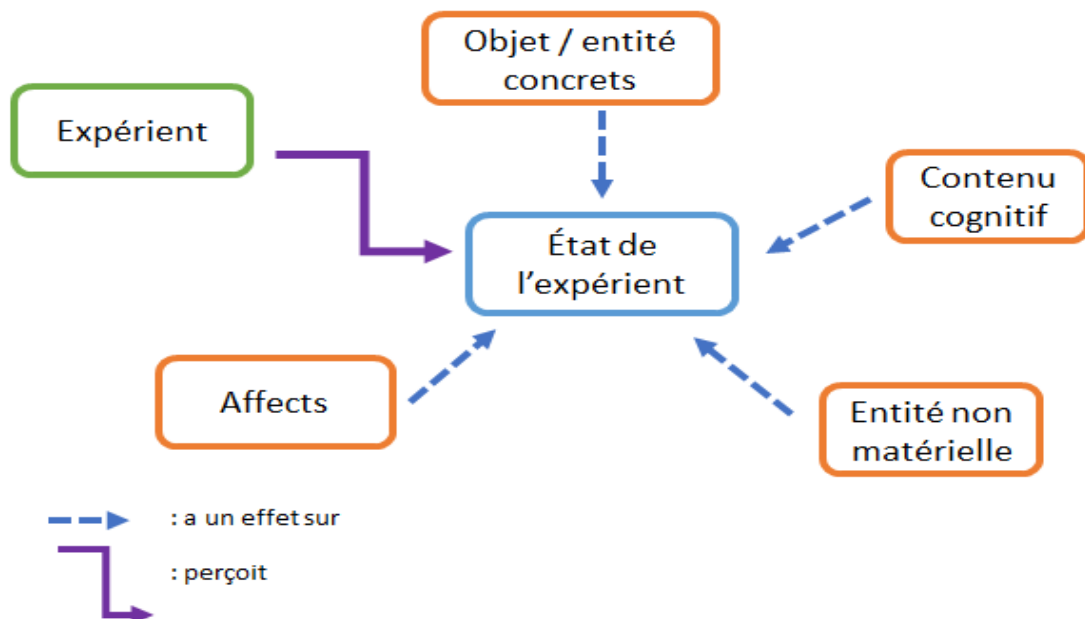 Objet / entité
concrets
Expérient
Contenu
cognitif
État de
l'expérient
Affects
Entité non
matérielle
: a un effet sur
: perçoit